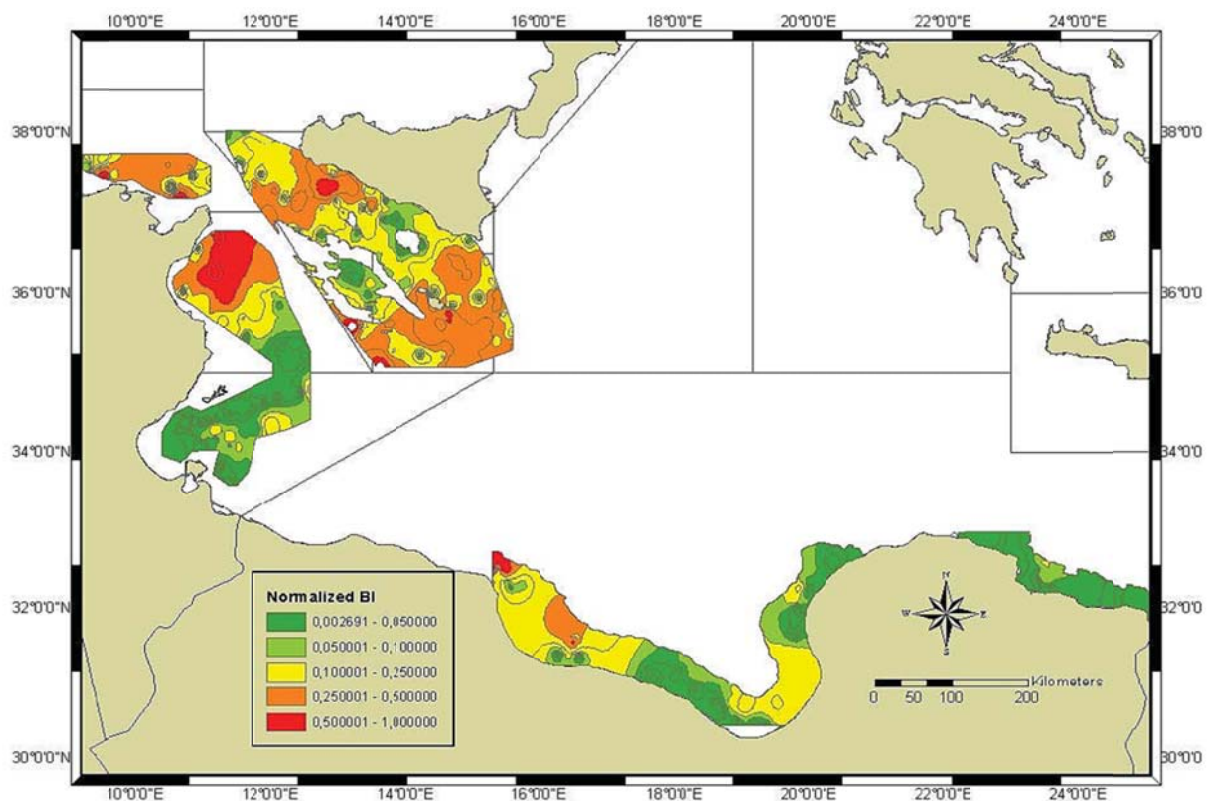 10°0'0"E 12°0'0"E 14°0'0"E 16°0'0"E 18°0'0"E 20°0'0"E 22°0'0"E 24°0'0"E
38°0'0"N 38°0'0"N
36°0'0"N 36°0'0"N
34°0'0"N 34°0'0"N
32°0'0"N 32°0'0"N
30°0'0"N 30°0'0"N
Normalized BI
0,002691 - 0,050000
0,050001 - 0,100000
0,100001 - 0,250000
0,250001 - 0,500000
0,500001 - 1,000000
N
W E
S
Kilometers
0 50 100 200
10°0'0"E 12°0'0"E 14°0'0"E 16°0'0"E 18°0'0"E 20°0'0"E 22°0'0"E 24°0'0"E